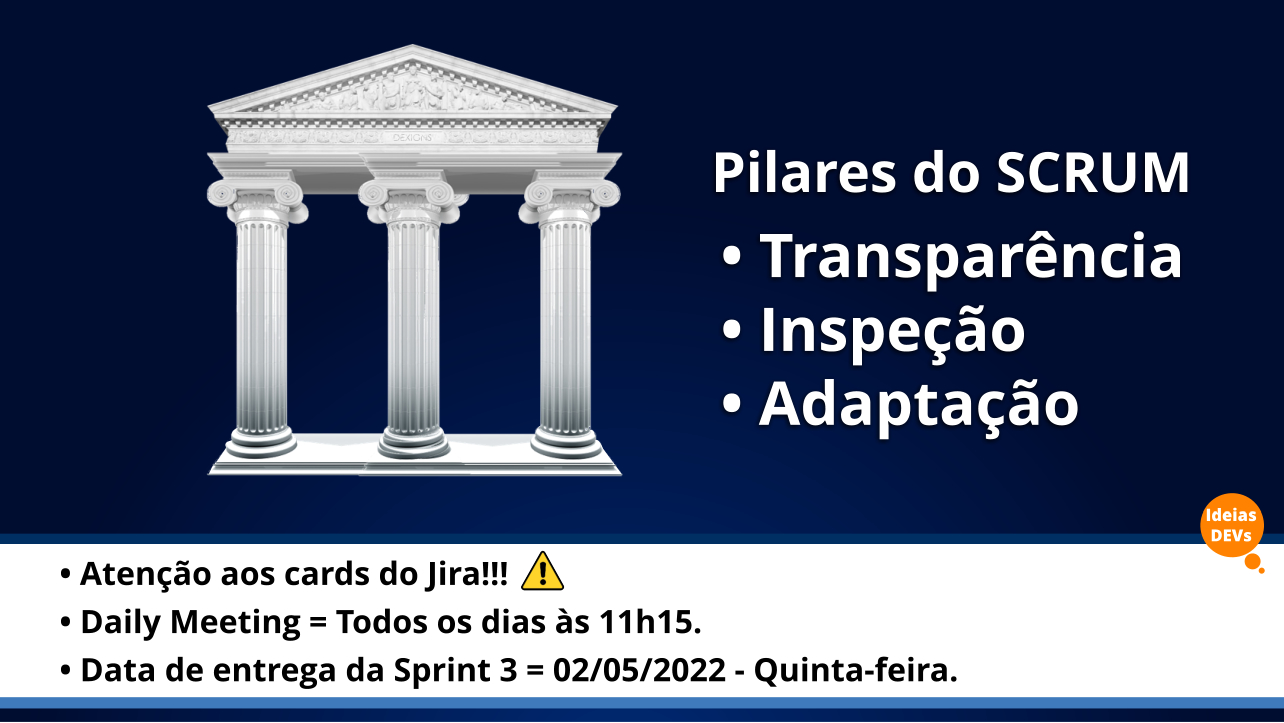 DEXIGNS
Pilares do SCRUM
• Transparência
• Inspeção
• Adaptação
Ideias
DEVs
• Atenção aos cards do Jira!!!
• Daily Meeting = Todos os dias às 11h15.
• Data de entrega da Sprint 3 = 02/05/2022 - Quinta-feira.